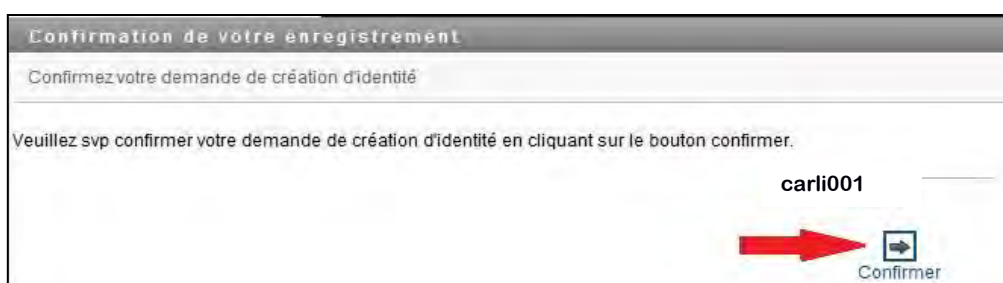 Confirmation de votre enregistrement
Confirmez votre demande de création d'identité
Veuillez svp confirmer votre demande de création d'identité en cliquant sur le bouton confirmer.
carli001
Confirmer